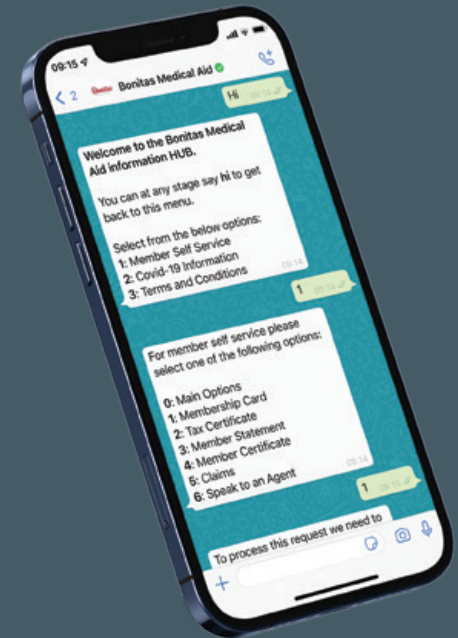 09:15
2
Bonitas
Bonitas Medical Aid
Hi 09:14
Welcome to the Bonitas Medical
Aid information HUB.
You can at any stage say hi to get
back to this menu.
Select from the below options:
1: Member Self Service
2: Covid-19 Information
3: Terms and Conditions
09:14
1 09:14
For member self service please
select one of the following options:
0: Main Options
1: Membership Card
2: Tax Certificate
3: Member Statement
4: Member Certificate
5: Claims
6: Speak to an Agent
09:14
1 09:15
To process this request we need to